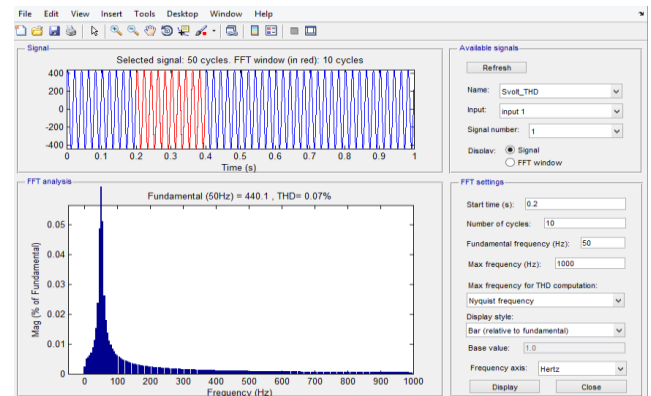 File Edit View Insert Tools Desktop Window Help
Signal
Selected signal: 50 cycles. FFT window (in red): 10 cycles
400
200
0
-200
-400
0 0.1 0.2 0.3 0.4 0.5 0.6 0.7 0.8 0.9 1
Time (s)
FFT analysis
Fundamental (50Hz) = 440.1 , THD= 0.07%
0.05
0.04
0.03
0.02
0.01
0
Mag (% of Fundamental)
0 100 200 300 400 500 600 700 800 900 1000
Frequency (Hz)
Available signals
Refresh
Name: Svolt_THD
Input: input 1
Signal number: 1
Display: Signal
FFT window
FFT settings
Start time (s): 0.2
Number of cycles: 10
Fundamental frequency (Hz): 50
Max frequency (Hz): 1000
Max frequency for THD computation:
Nyquist frequency
Display style:
Bar (relative to fundamental)
Base value: 1.0
Frequency axis: Hertz
Display Close